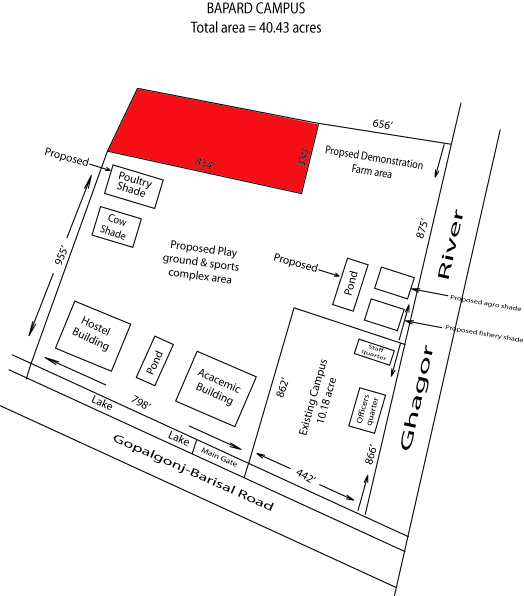 BAPARD CAMPUS
Total area = 40.43 acres
656'
834'
335'
Propsed Demonstration
Farm area
Proposed
Poultry
Shade
Cow
Shade
955'
875'
River
Proposed Play
ground & sports
complex area
Proposed
Pond
Proposed agro shade
Proposed fishery shade
Hostel
Building
Pond
Acacemic
Building
862'
Existing Campus
10.18 acre
Staff
quarter
Officers
quarter
Ghagor
798'
Lake
Lake
Main Gate
442'
866'
Gopalgonj-Barisal Road